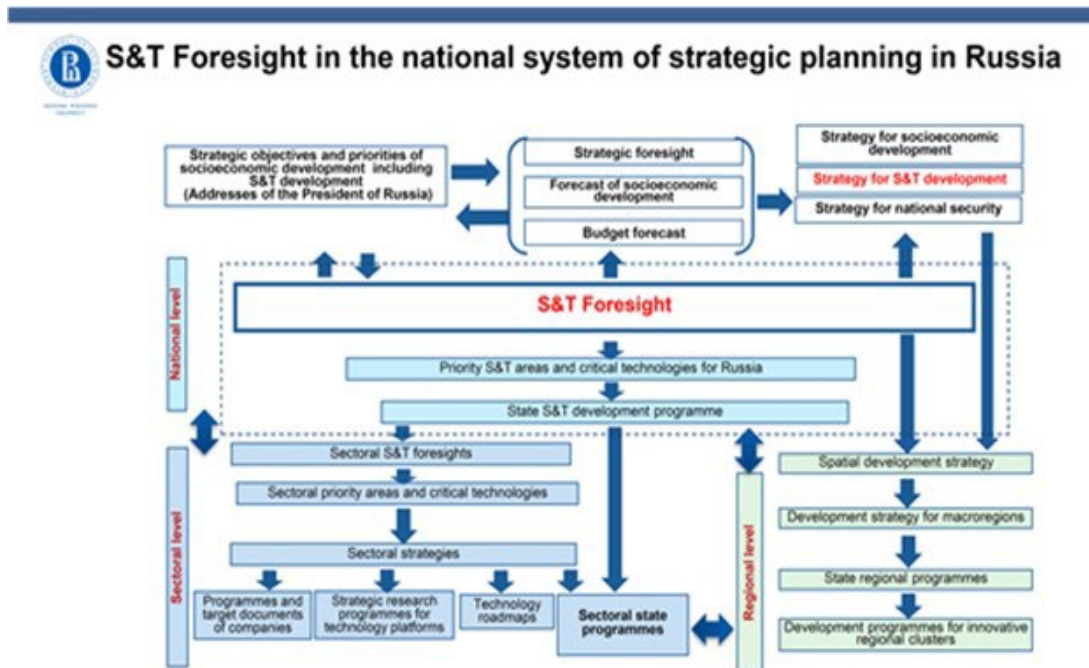 S&T Foresight in the national system of strategic planning in Russia
NATIONAL RESEARCH
UNIVERSITY
Strategic objectives and priorities of
socioeconomic development including
S&T development
(Addresses of the President of Russia)
Strategic foresight
Forecast of socioeconomic
development
Budget forecast
Strategy for socioeconomic
development
Strategy for S&T development
Strategy for national security
National level
S&T Foresight
Priority S&T areas and critical technologies for Russia
State S&T development programme
Sectoral level
Sectoral S&T foresights
Sectoral priority areas and critical technologies
Sectoral strategies
Programmes and
target documents
of companies
Strategic research
programmes for
technology platforms
Technology
roadmaps
Sectoral state
programmes
Regional level
Spatial development strategy
Development strategy for macroregions
State regional programmes
Development programmes for innovative
regional clusters